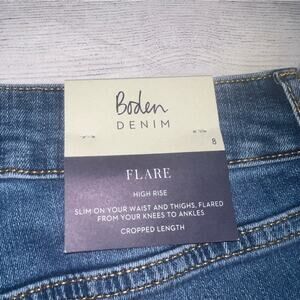 Boden
DENIM
8
FLARE
HIGH RISE
SLIM ON YOUR WAIST AND THIGHS, FLARED
FROM YOUR KNEES TO ANKLES
CROPPED LENGTH